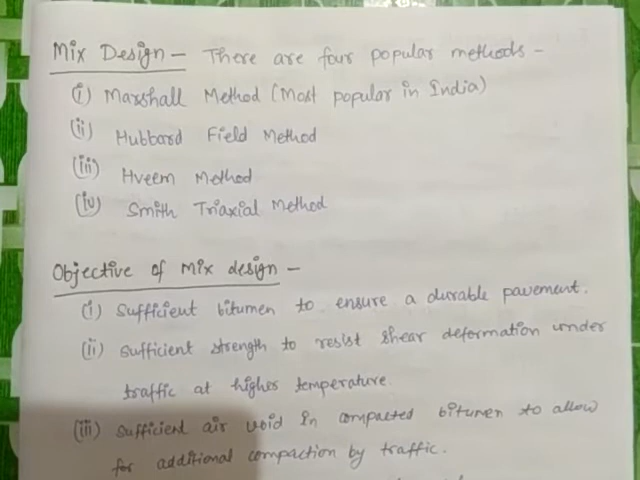 Mix Design - There are four popular methods -
(i) Marshall Method (Most popular in India)
(ii) Hubbard Field Method
(iii) Hveem Method
(iv) Smith Triaxial Method
Objective of mix design -
(i) Sufficient bitumen to ensure a durable pavement.
(ii) Sufficient strength to resist shear deformation under
traffic at higher temperature.
(iii) Sufficient air void in compacted bitumen to allow
for additional compaction by traffic.